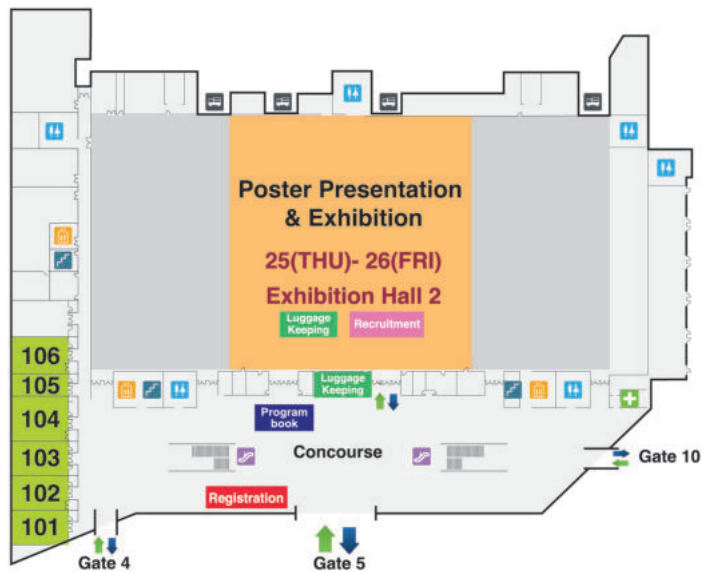 Poster Presentation
& Exhibition
25(THU)- 26(FRI)
Exhibition Hall 2
Luggage
Keeping
Recruitment
106
105
104
103
102
101
Luggage
Keeping
Program
book
Concourse
Registration
Gate 10
Gate 4
Gate 5